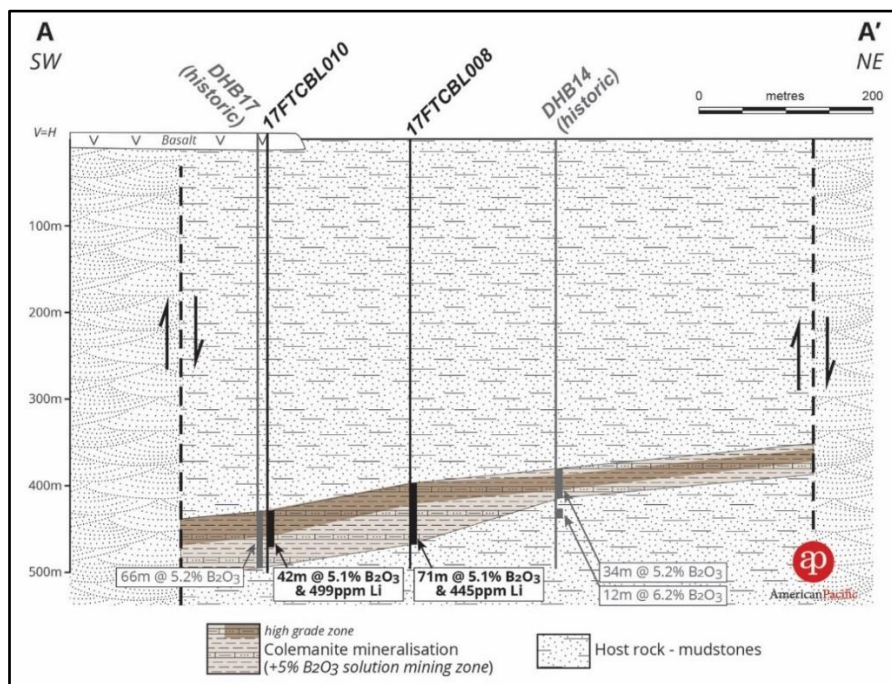 A
SW
DHB17
(historic)
17FTCBL010
17FTCBL008
DHB14
(historic)
A'
NE
metres
0
200
V=H
V V Basalt V V
100m
200m
300m
400m
500m
66m @ 5.2% B₂O₃
42m @ 5.1% B₂O₃
& 499ppm Li
71m @ 5.1% B₂O₃
& 445ppm Li
34m @ 5.2% B₂O₃
12m @ 6.2% B₂O₃
ap
AmericanPacific
high grade zone
Colemanite mineralisation
(+5% B₂O₃ solution mining zone)
Host rock - mudstones